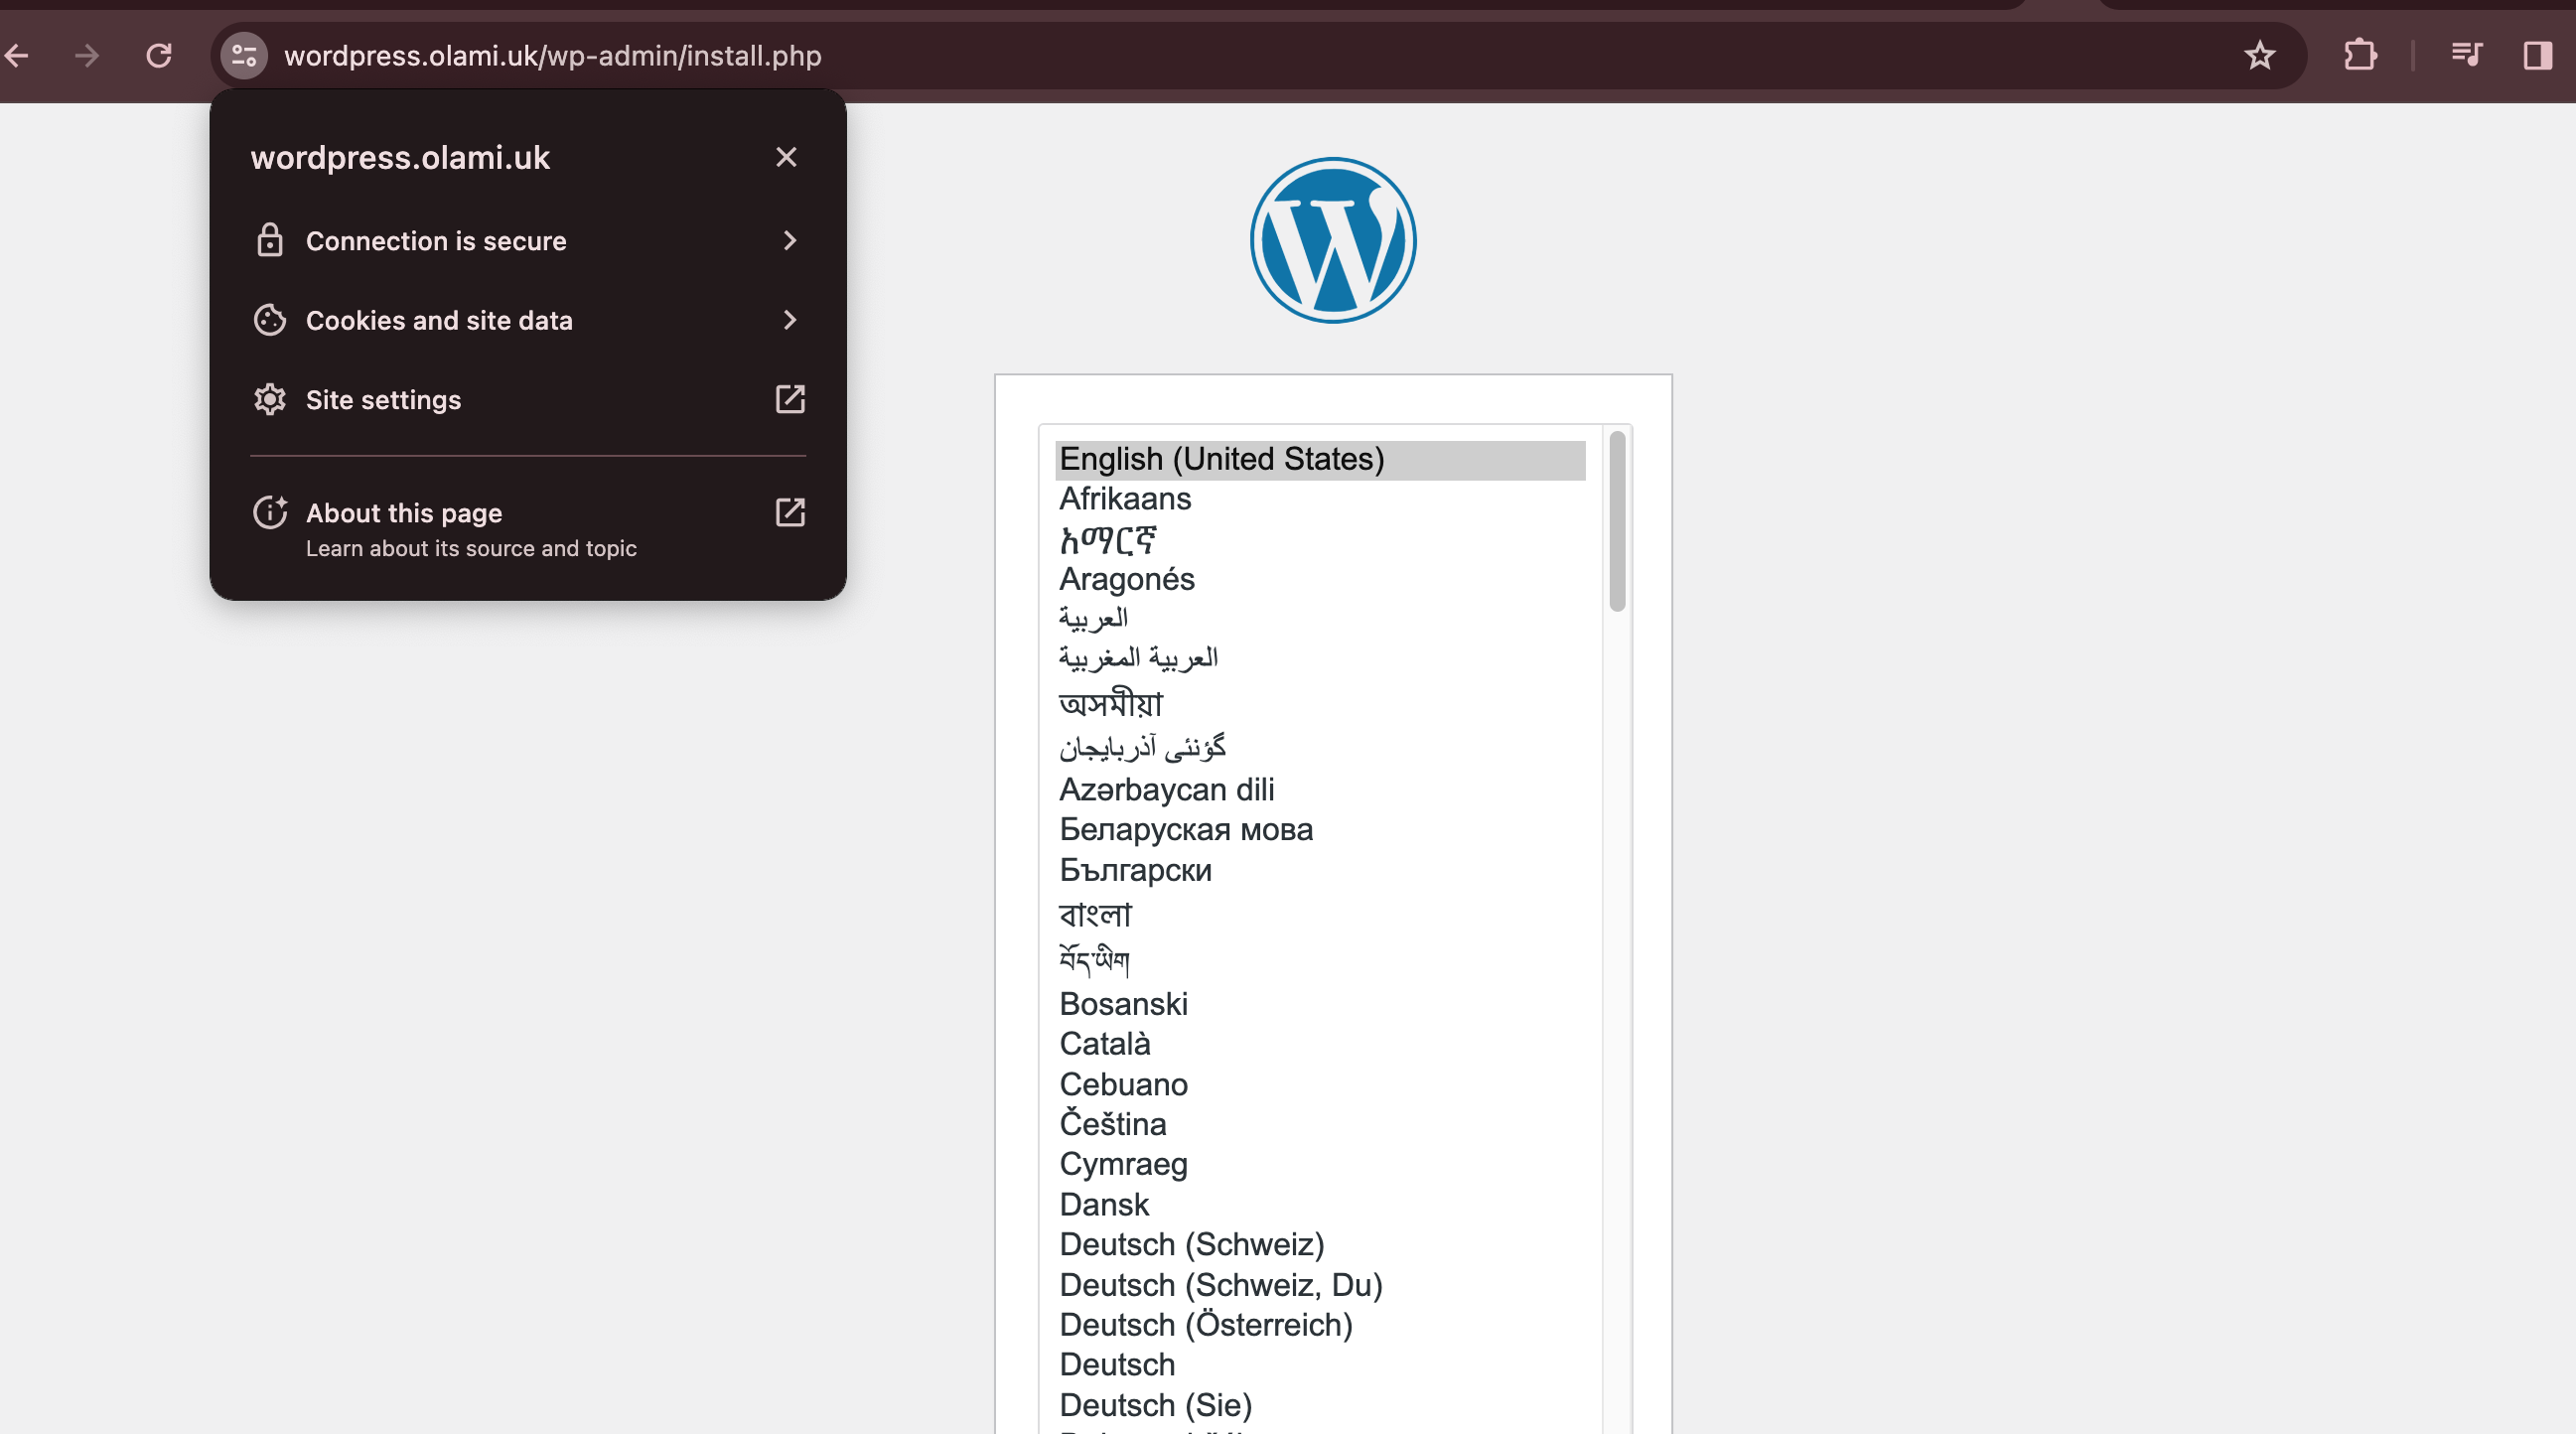 wordpress.olami.uk/wp-admin/install.php
wordpress.olami.uk
Connection is secure
Cookies and site data
Site settings
About this page
Learn about its source and topic
English (United States)
Afrikaans
አማርኛ
Aragonés
العربية
العربية المغربية
অসমীয়া
گؤنئی آذربایجان
Azərbaycan dili
Беларуская мова
Български
বাংলা
བོད་ཡིག
Bosanski
Català
Cebuano
Čeština
Cymraeg
Dansk
Deutsch (Schweiz)
Deutsch (Schweiz, Du)
Deutsch (Österreich)
Deutsch
Deutsch (Sie)